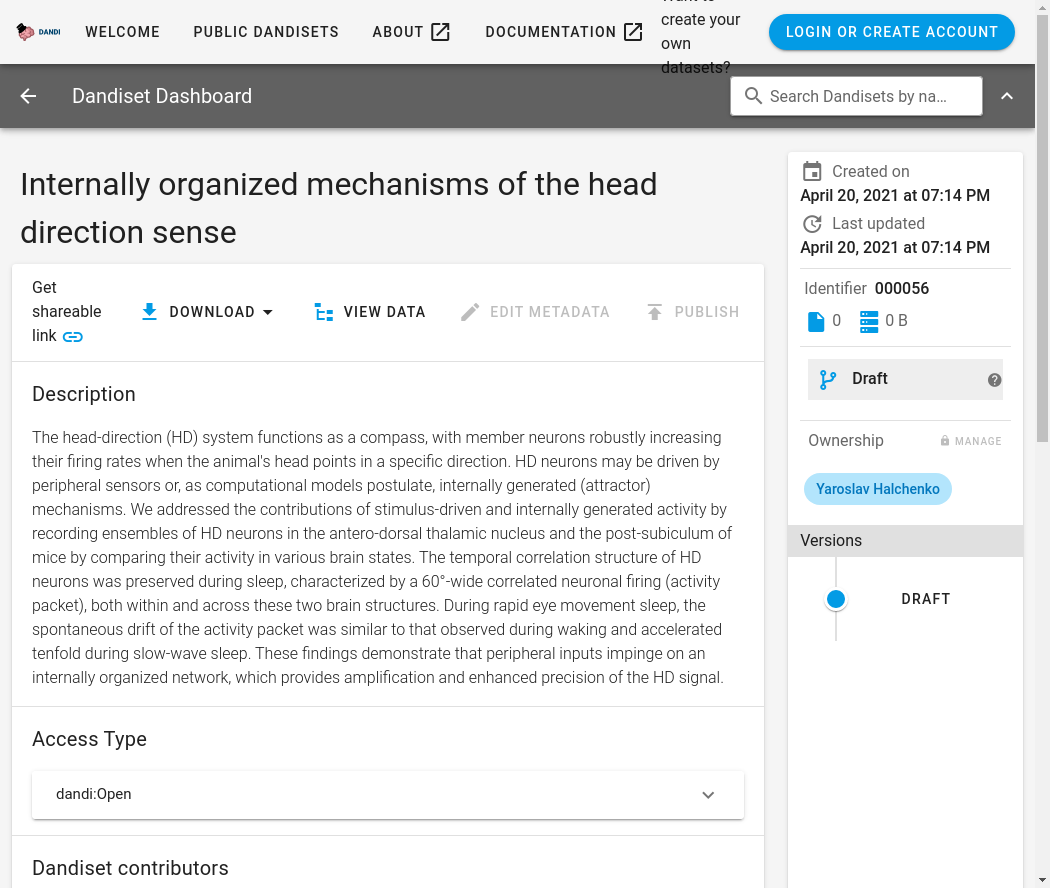 DANDI
WELCOME
PUBLIC DANDISETS
ABOUT
DOCUMENTATION
Want to
create your
own
datasets?
LOGIN OR CREATE ACCOUNT
Dandiset Dashboard
Search Dandisets by na…
Internally organized mechanisms of the head
direction sense
Get
shareable
link
DOWNLOAD
VIEW DATA
EDIT METADATA
PUBLISH
Description
The head-direction (HD) system functions as a compass, with member neurons robustly increasing
their firing rates when the animal's head points in a specific direction. HD neurons may be driven by
peripheral sensors or, as computational models postulate, internally generated (attractor)
mechanisms. We addressed the contributions of stimulus-driven and internally generated activity by
recording ensembles of HD neurons in the antero-dorsal thalamic nucleus and the post-subiculum of
mice by comparing their activity in various brain states. The temporal correlation structure of HD
neurons was preserved during sleep, characterized by a 60°-wide correlated neuronal firing (activity
packet), both within and across these two brain structures. During rapid eye movement sleep, the
spontaneous drift of the activity packet was similar to that observed during waking and accelerated
tenfold during slow-wave sleep. These findings demonstrate that peripheral inputs impinge on an
internally organized network, which provides amplification and enhanced precision of the HD signal.
Access Type
dandi:Open
Dandiset contributors
Created on
April 20, 2021 at 07:14 PM
Last updated
April 20, 2021 at 07:14 PM
Identifier 000056
0
0 B
Draft
Ownership
MANAGE
Yaroslav Halchenko
Versions
DRAFT